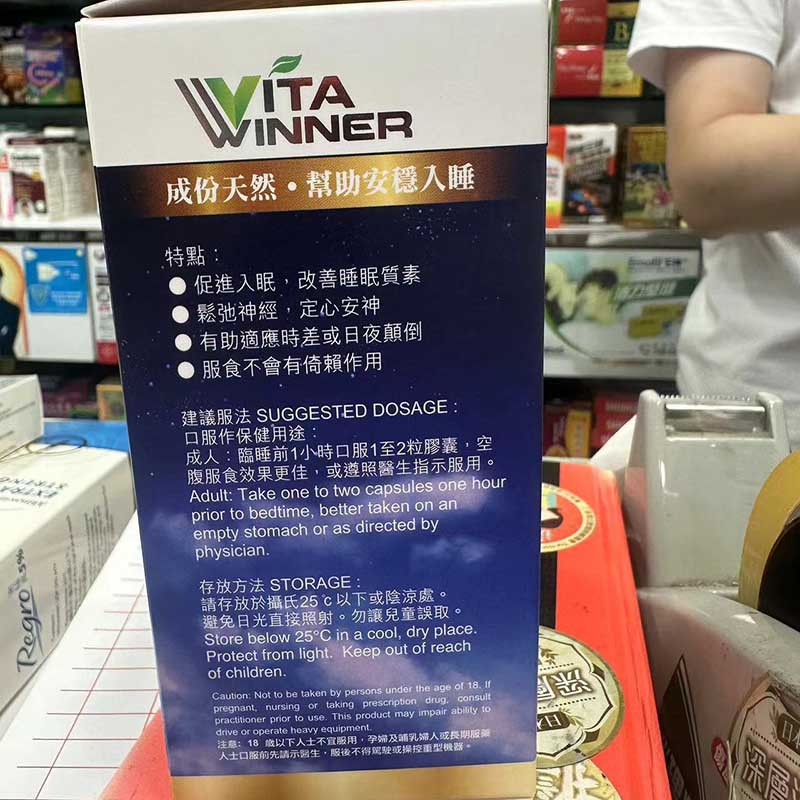 VITA
WINNER
成份天然・幫助安穩入睡
特點：
● 促進入眠，改善睡眠質素
● 鬆弛神經，定心安神
● 有助適應時差或日夜顛倒
● 服食不會有倚賴作用
建議服法 SUGGESTED DOSAGE：
口服作保健用途：
成人：臨睡前1小時口服1至2粒膠囊，空
腹服食效果更佳，或遵照醫生指示服用。
Adult: Take one to two capsules one hour
prior to bedtime, better taken on an
empty stomach or as directed by
physician.
存放方法 STORAGE：
請存放於攝氏25℃以下或陰涼處。
避免日光直接照射。勿讓兒童誤取。
Store below 25°C in a cool, dry place.
Protect from light. Keep out of reach
of children.
Caution: Not to be taken by persons under the age of 18. If
pregnant, nursing or taking prescription drug, consult
practitioner prior to use. This product may impair ability to
drive or operate heavy equipment.
注意: 18 歲以下人士不宜服用，孕婦及哺乳婦人或長期服藥
人士口服前先請示醫生，服後不得駕駛或操控重型機器。
EXTRA
STRENGTH
Regro 5%
深層
日
深層